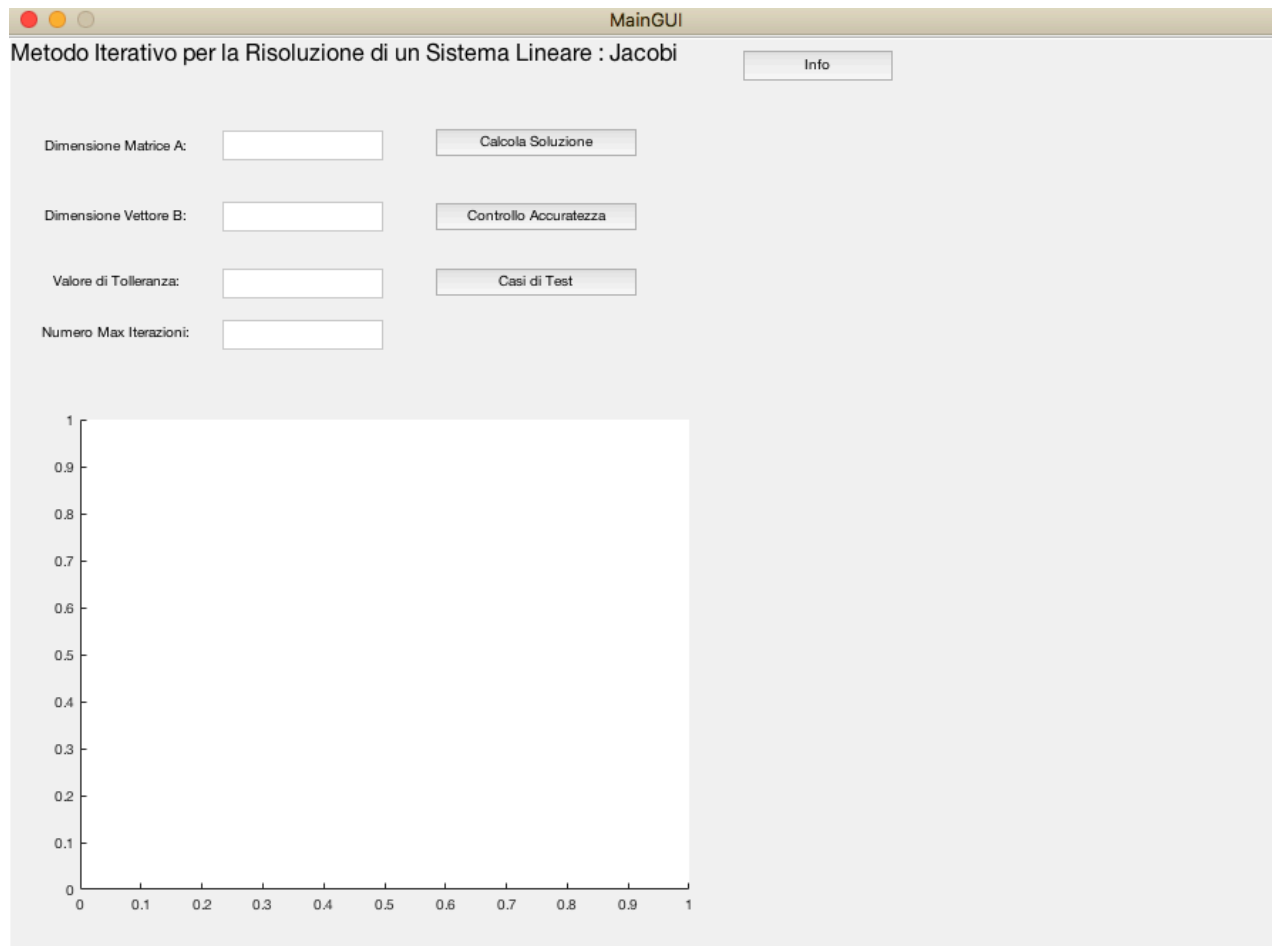 MainGUI
Metodo Iterativo per la Risoluzione di un Sistema Lineare : Jacobi
Info
Dimensione Matrice A:
Calcola Soluzione
Dimensione Vettore B:
Controllo Accuratezza
Valore di Tolleranza:
Casi di Test
Numero Max Iterazioni:
1
0.9
0.8
0.7
0.6
0.5
0.4
0.3
0.2
0.1
0
0 0.1 0.2 0.3 0.4 0.5 0.6 0.7 0.8 0.9 1